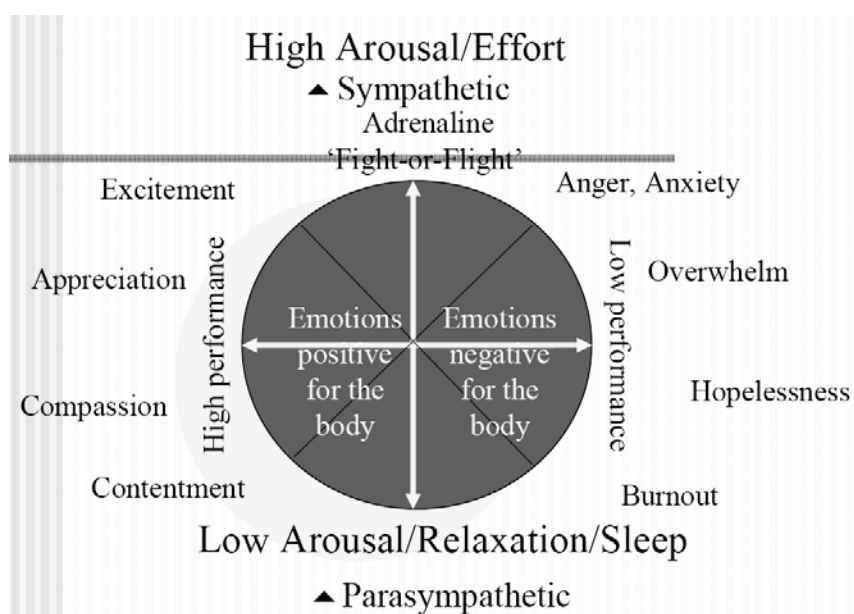 High Arousal/Effort
▲ Sympathetic
Adrenaline
'Fight-or-Flight'
Excitement
Anger, Anxiety
Appreciation
High performance
Low performance
Overwhelm
Emotions
positive
for the
body
Emotions
negative
for the
body
Compassion
Hopelessness
Contentment
Burnout
Low Arousal/Relaxation/Sleep
▲ Parasympathetic